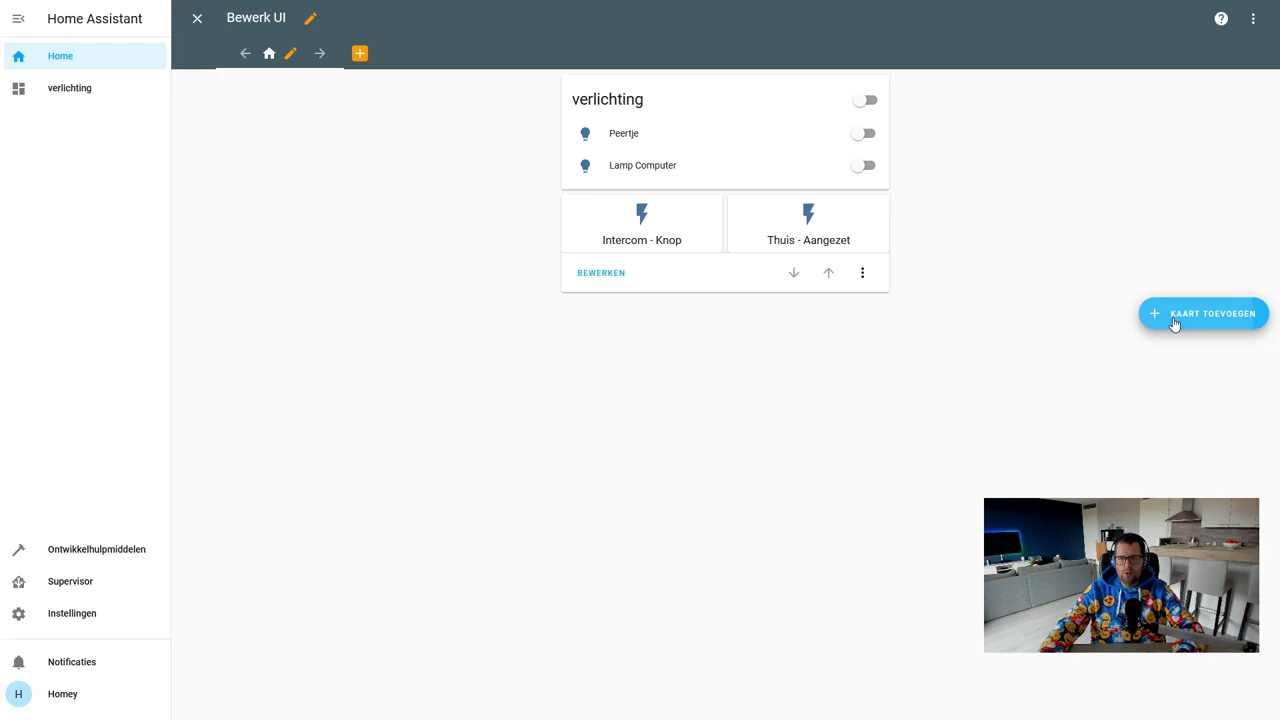 Home Assistant
Bewerk UI
Home
verlichting
verlichting
Peertje
Lamp Computer
Intercom - Knop
Thuis - Aangezet
BEWERKEN
KAART TOEVOEGEN
Ontwikkelhulpmiddelen
Supervisor
Instellingen
Notificaties
H
Homey